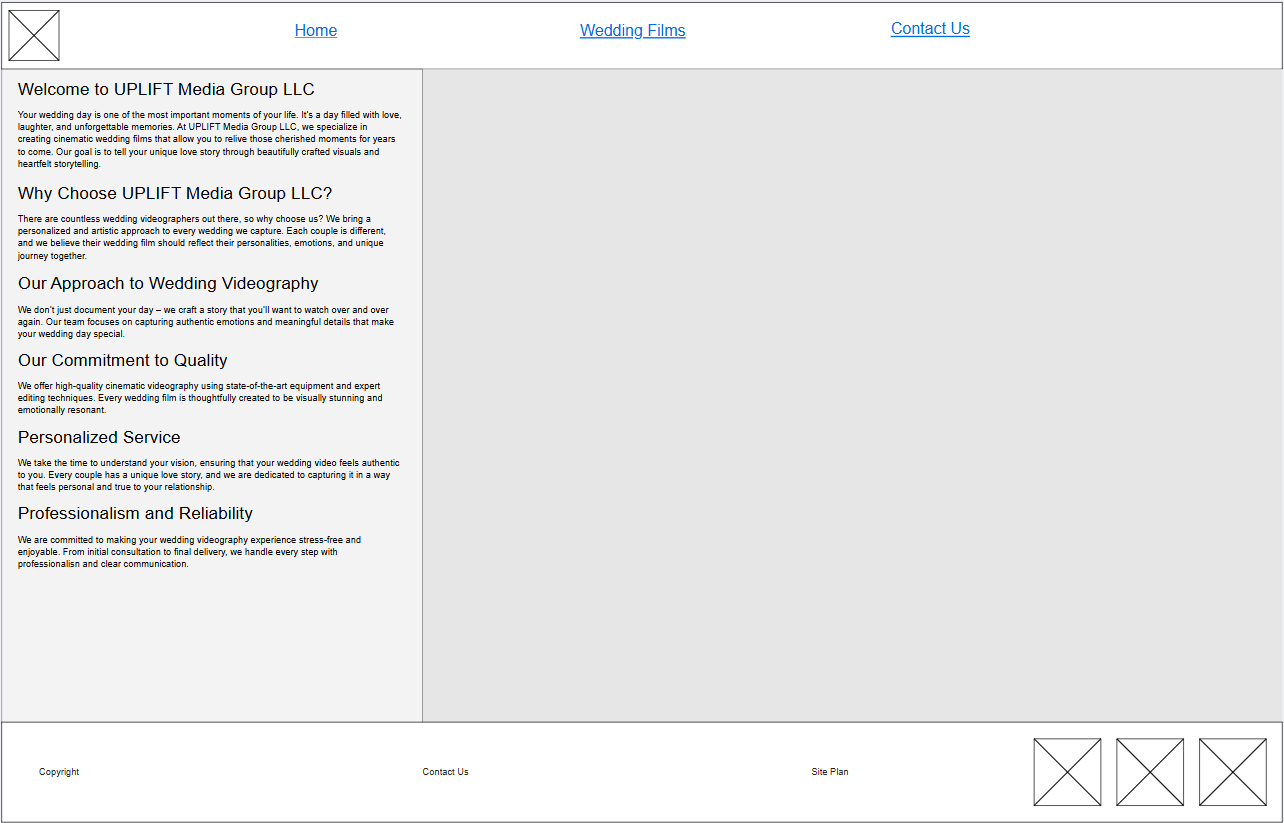 Home
Wedding Films
Contact Us
Welcome to UPLIFT Media Group LLC
Your wedding day is one of the most important moments of your life. It's a day filled with love,
laughter, and unforgettable memories. At UPLIFT Media Group LLC, we specialize in
creating cinematic wedding films that allow you to relive those cherished moments for years
to come. Our goal is to tell your unique love story through beautifully crafted visuals and
heartfelt storytelling.
Why Choose UPLIFT Media Group LLC?
There are countless wedding videographers out there, so why choose us? We bring a
personalized and artistic approach to every wedding we capture. Each couple is different,
and we believe their wedding film should reflect their personalities, emotions, and unique
journey together.
Our Approach to Wedding Videography
We don't just document your day – we craft a story that you'll want to watch over and over
again. Our team focuses on capturing authentic emotions and meaningful details that make
your wedding day special.
Our Commitment to Quality
We offer high-quality cinematic videography using state-of-the-art equipment and expert
editing techniques. Every wedding film is thoughtfully created to be visually stunning and
emotionally resonant.
Personalized Service
We take the time to understand your vision, ensuring that your wedding video feels authentic
to you. Every couple has a unique love story, and we are dedicated to capturing it in a way
that feels personal and true to your relationship.
Professionalism and Reliability
We are committed to making your wedding videography experience stress-free and
enjoyable. From initial consultation to final delivery, we handle every step with
professionalisn and clear communication.
Copyright
Contact Us
Site Plan